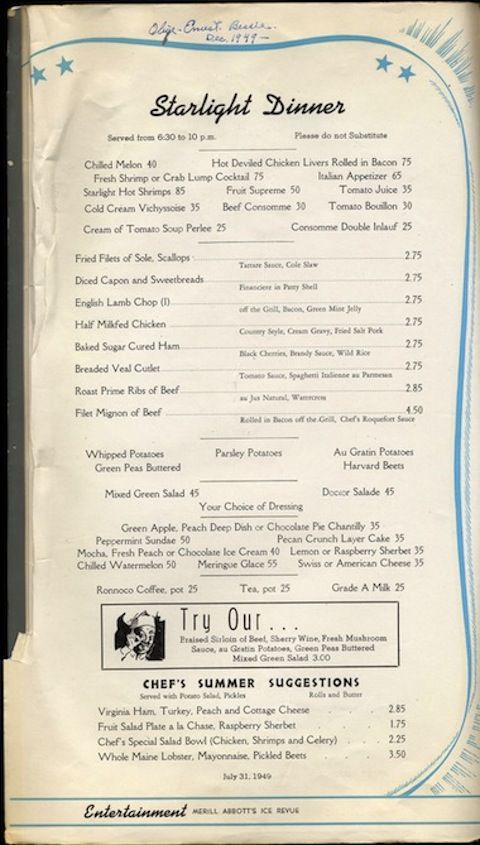 Dec. 1949 —
Starlight Dinner
Served from 6:30 to 10 p.m. Please do not Substitute
Chilled Melon 40 Hot Deviled Chicken Livers Rolled in Bacon 75
Fresh Shrimp or Crab Lump Cocktail 75 Italian Appetizer 65
Starlight Hot Shrimps 85 Fruit Supreme 50 Tomato Juice 35
Cold Cream Vichyssoise 35 Beef Consomme 30 Tomato Bouillon 30
Cream of Tomato Soup Perlee 25 Consomme Double Inlauf 25
Fried Filets of Sole, Scallops 2.75
Tartare Sauce, Cole Slaw
Diced Capon and Sweetbreads 2.75
Financiere in Patty Shell
English Lamb Chop (1) 2.75
off the Grill, Bacon, Green Mint Jelly
Half Milkfed Chicken 2.75
Country Style, Cream Gravy, Fried Salt Pork
Baked Sugar Cured Ham 2.75
Black Cherries, Brandy Sauce, Wild Rice
Breaded Veal Cutlet 2.75
Tomato Sauce, Spaghetti Italienne au Parmesan
Roast Prime Ribs of Beef 2.85
au Jus Natural, Watercress
Filet Mignon of Beef 4.50
Rolled in Bacon off the Grill, Chef's Roquefort Sauce
Whipped Potatoes Parsley Potatoes Au Gratin Potatoes
Green Peas Buttered Harvard Beets
Mixed Green Salad 45 Doctor Salade 45
Your Choice of Dressing
Green Apple, Peach Deep Dish or Chocolate Pie Chantilly 35
Peppermint Sundae 50 Pecan Crunch Layer Cake 35
Mocha, Fresh Peach or Chocolate Ice Cream 40 Lemon or Raspberry Sherbet 35
Chilled Watermelon 50 Meringue Glace 55 Swiss or American Cheese 35
Ronnoco Coffee, pot 25 Tea, pot 25 Grade A Milk 25
Try Our...
Braised Sirloin of Beef, Sherry Wine, Fresh Mushroom
Sauce, au Gratin Potatoes, Green Peas Buttered
Mixed Green Salad 3.00
CHEF'S SUMMER SUGGESTIONS
Served with Potato Salad, Pickles Rolls and Butter
Virginia Ham, Turkey, Peach and Cottage Cheese . . . 2.85
Fruit Salad Plate a la Chase, Raspberry Sherbet . . . 1.75
Chef's Special Salad Bowl (Chicken, Shrimps and Celery) . . 2.25
Whole Maine Lobster, Mayonnaise, Pickled Beets . . . 3.50
July 31, 1949
Entertainment MERILL ABBOTT'S ICE REVUE